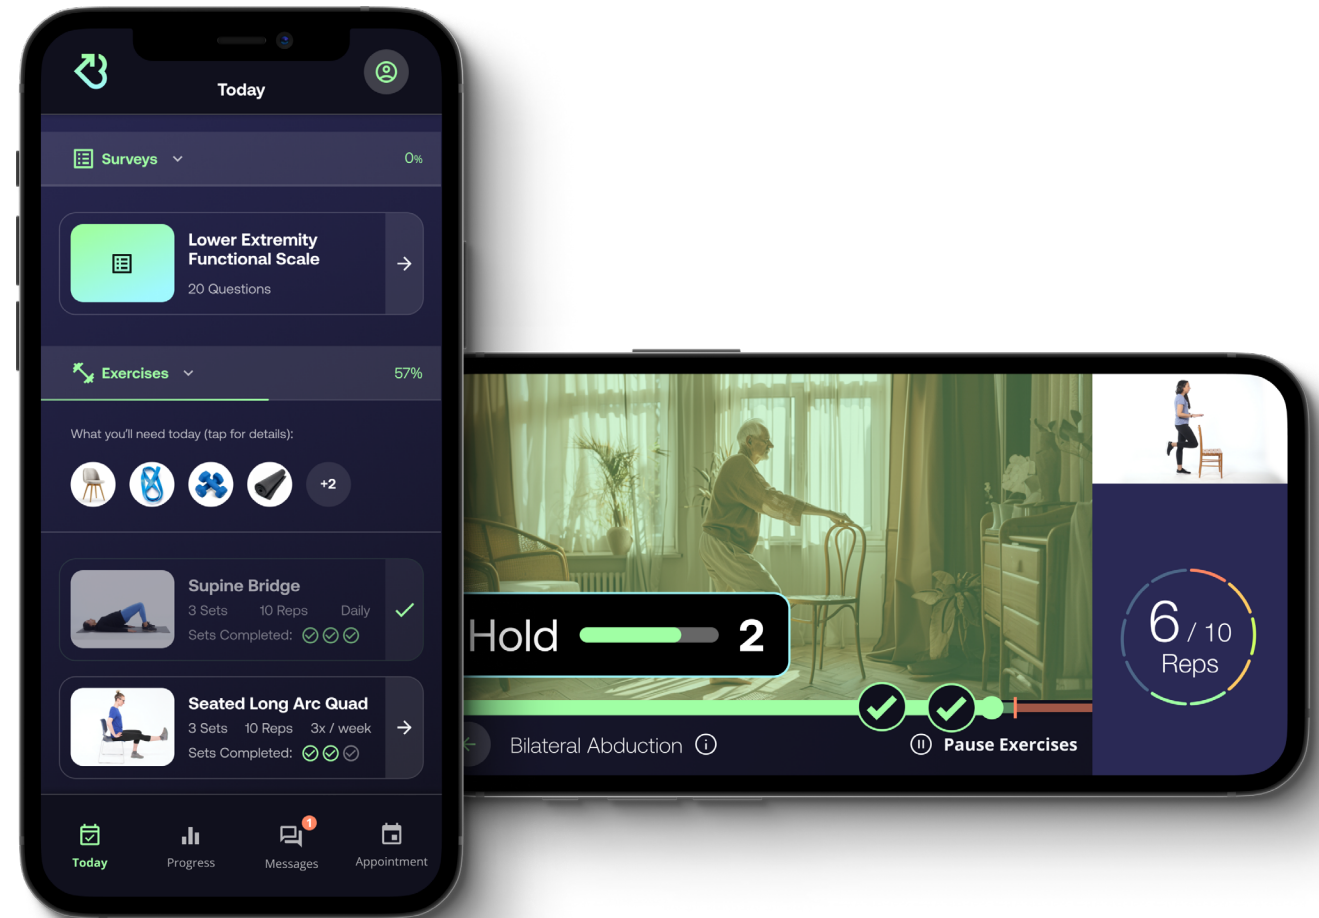 Today
Surveys
0%
Lower Extremity
Functional Scale
20 Questions
Exercises
57%
What you'll need today (tap for details):
+2
Supine Bridge
3 Sets 10 Reps Daily
Sets Completed:
Seated Long Arc Quad
3 Sets 10 Reps 3x / week
Sets Completed:
1
Today Progress Messages Appointment
Hold 2
Bilateral Abduction
Pause Exercises
6 / 10
Reps